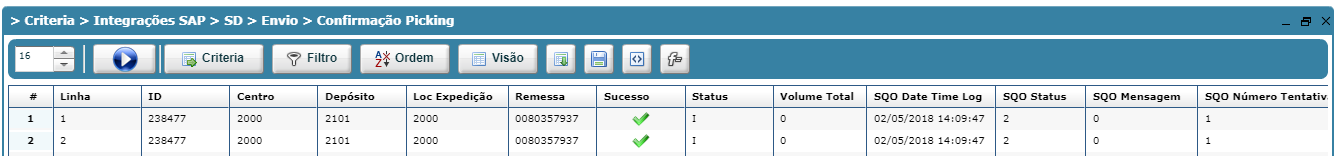 > Criteria > Integrações SAP > SD > Envio > Confirmação Picking
16 Criteria Filtro Ordem Visão
# Linha ID Centro Depósito Loc Expedição Remessa Sucesso Status Volume Total SQO Date Time Log SQO Status SQO Mensagem SQO Número Tentativa
1 1 238477 2000 2101 2000 0080357937 I 0 02/05/2018 14:09:47 2 0 1
2 2 238477 2000 2101 2000 0080357937 I 0 02/05/2018 14:09:47 2 0 1